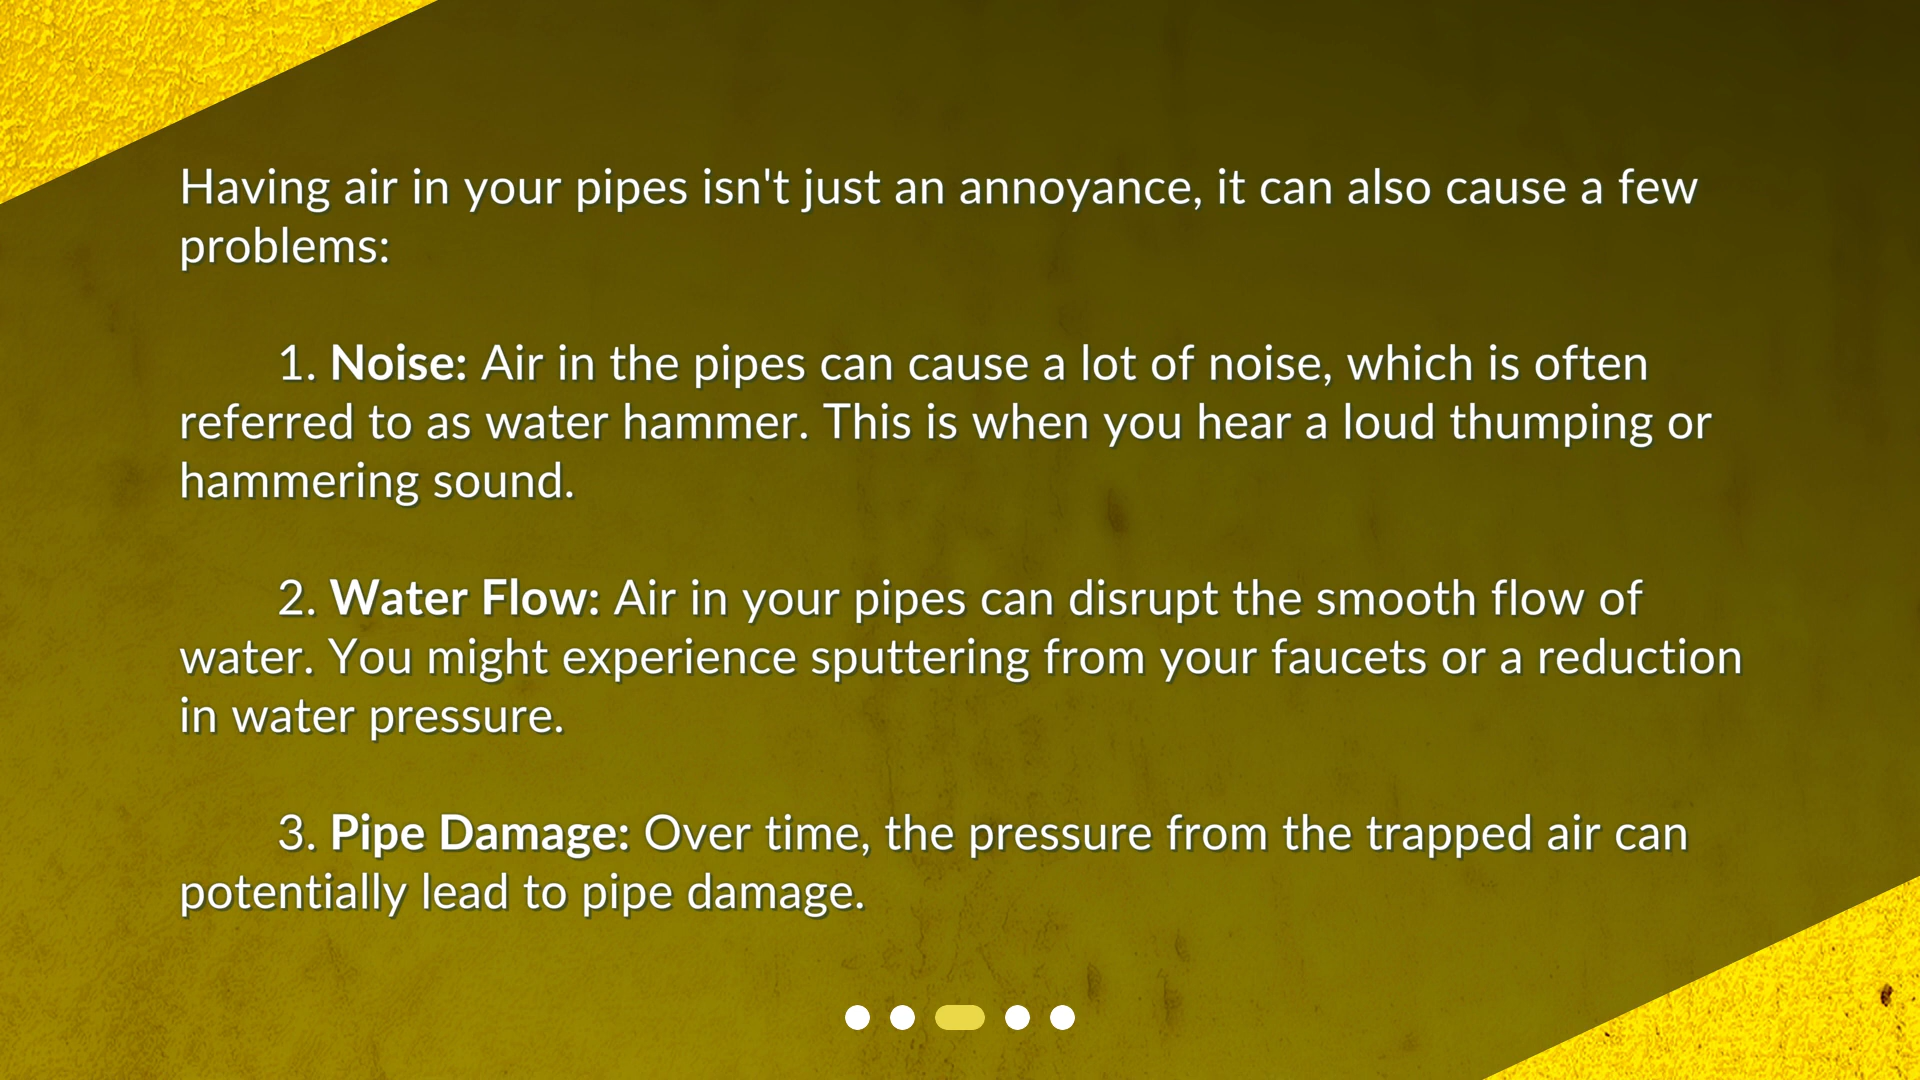 Having air in your pipes isn't just an annoyance, it can also cause a few
problems:
1. Noise: Air in the pipes can cause a lot of noise, which is often
referred to as water hammer. This is when you hear a loud thumping or
hammering sound.
2. Water Flow: Air in your pipes can disrupt the smooth flow of
water. You might experience sputtering from your faucets or a reduction
in water pressure.
3. Pipe Damage: Over time, the pressure from the trapped air can
potentially lead to pipe damage.